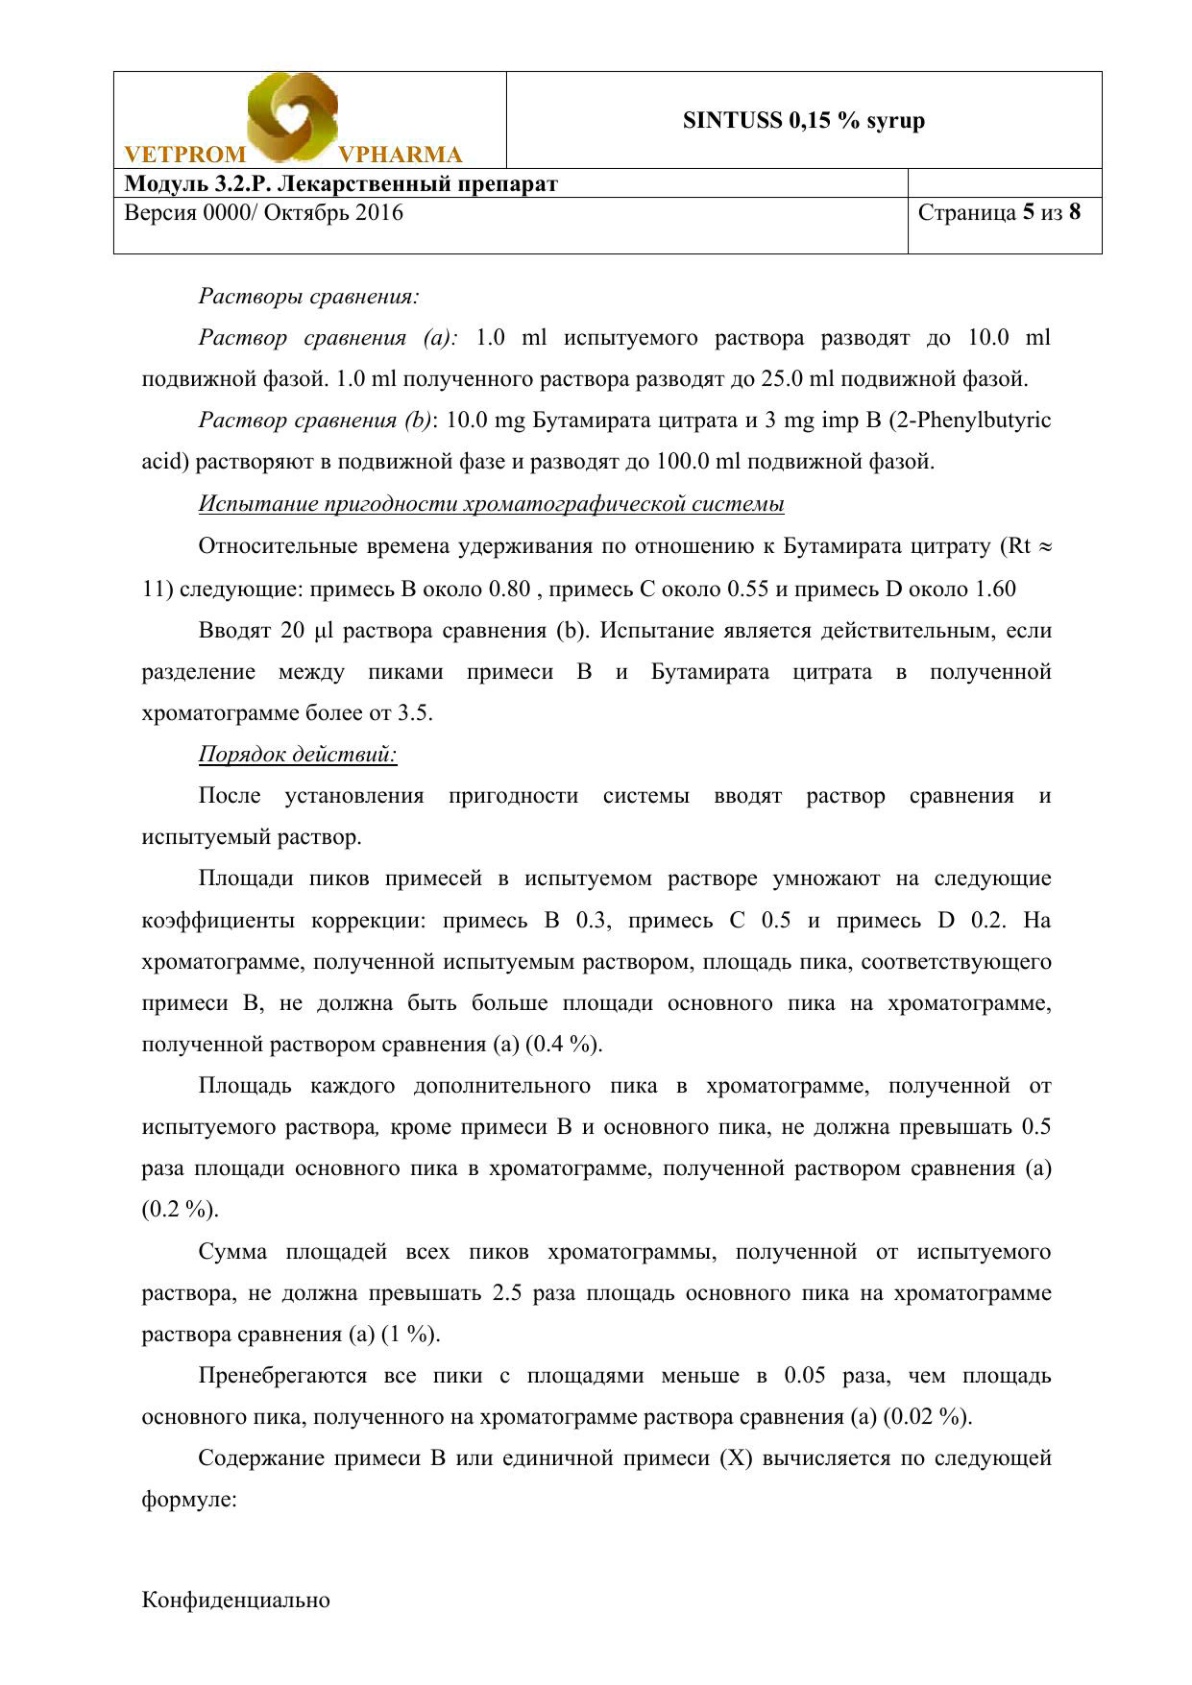 VETPROM VPHARMA
SINTUSS 0,15 % syrup
Модуль 3.2.P. Лекарственный препарат
Версия 0000/ Октябрь 2016
Страница 5 из 8
Растворы сравнения:
Раствор сравнения (a): 1.0 ml испытуемого раствора разводят до 10.0 ml
подвижной фазой. 1.0 ml полученного раствора разводят до 25.0 ml подвижной фазой.
Раствор сравнения (b): 10.0 mg Бутамирата цитрата и 3 mg imp B (2-Phenylbutyric
acid) растворяют в подвижной фазе и разводят до 100.0 ml подвижной фазой.
Испытание пригодности хроматографической системы
Относительные времена удерживания по отношению к Бутамирата цитрату (Rt ≈
11) следующие: примесь B около 0.80 , примесь C около 0.55 и примесь D около 1.60
Вводят 20 μl раствора сравнения (b). Испытание является действительным, если
разделение между пиками примеси B и Бутамирата цитрата в полученной
хроматограмме более от 3.5.
Порядок действий:
После установления пригодности системы вводят раствор сравнения и
испытуемый раствор.
Площади пиков примесей в испытуемом растворе умножают на следующие
коэффициенты коррекции: примесь B 0.3, примесь C 0.5 и примесь D 0.2. На
хроматограмме, полученной испытуемым раствором, площадь пика, соответствующего
примеси B, не должна быть больше площади основного пика на хроматограмме,
полученной раствором сравнения (a) (0.4 %).
Площадь каждого дополнительного пика в хроматограмме, полученной от
испытуемого раствора, кроме примеси B и основного пика, не должна превышать 0.5
раза площади основного пика в хроматограмме, полученной раствором сравнения (a)
(0.2 %).
Сумма площадей всех пиков хроматограммы, полученной от испытуемого
раствора, не должна превышать 2.5 раза площадь основного пика на хроматограмме
раствора сравнения (a) (1 %).
Пренебрегаются все пики с площадями меньше в 0.05 раза, чем площадь
основного пика, полученного на хроматограмме раствора сравнения (a) (0.02 %).
Содержание примеси B или единичной примеси (X) вычисляется по следующей
формуле:
Конфиденциально